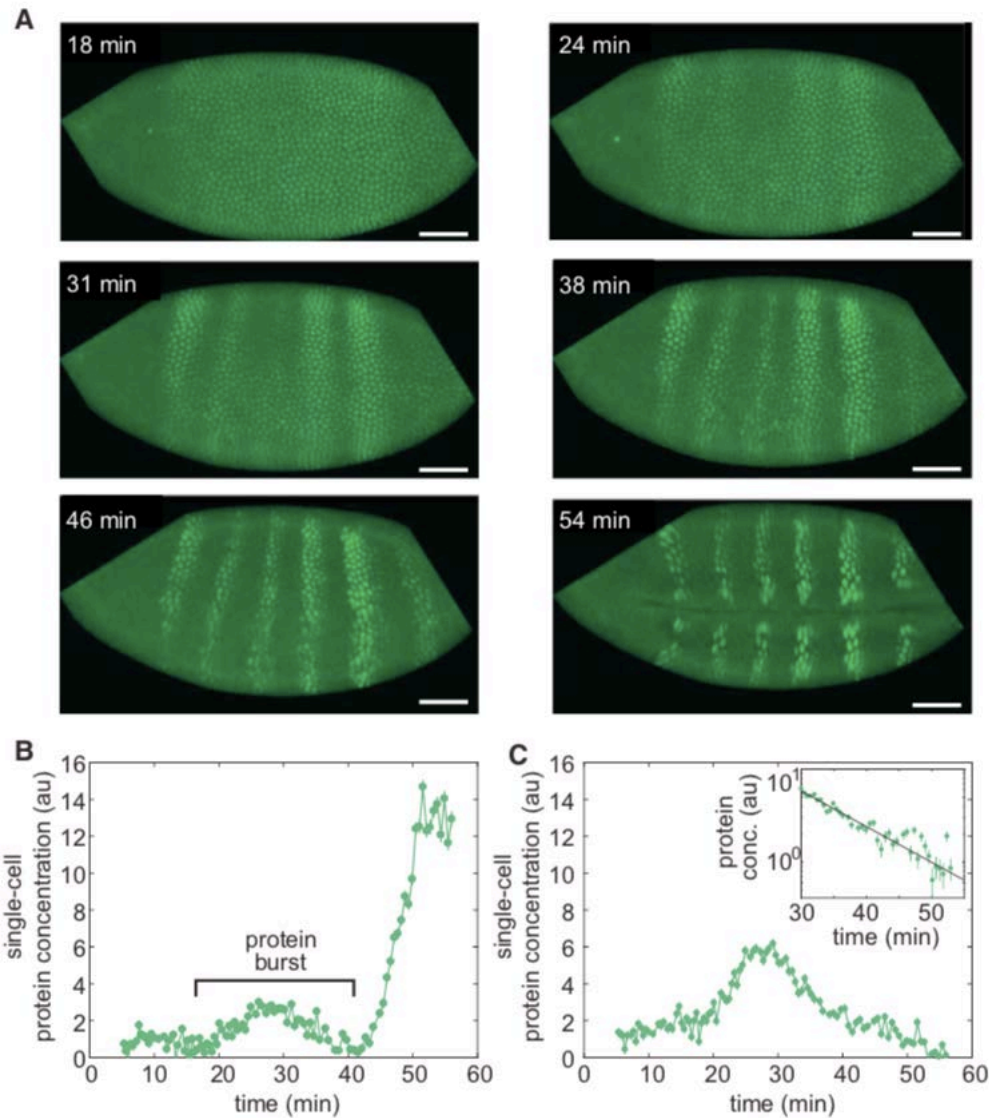 A
18 min
24 min
31 min
38 min
46 min
54 min
B
16
14
12
10
8
6
4
2
0
single-cell
protein concentration (au)
protein
burst
0 10 20 30 40 50 60
time (min)
C
16
14
12
10
8
6
4
2
0
single-cell
protein concentration (au)
0 10 20 30 40 50 60
time (min)
10¹
10⁰
protein
conc. (au)
30 40 50
time (min)